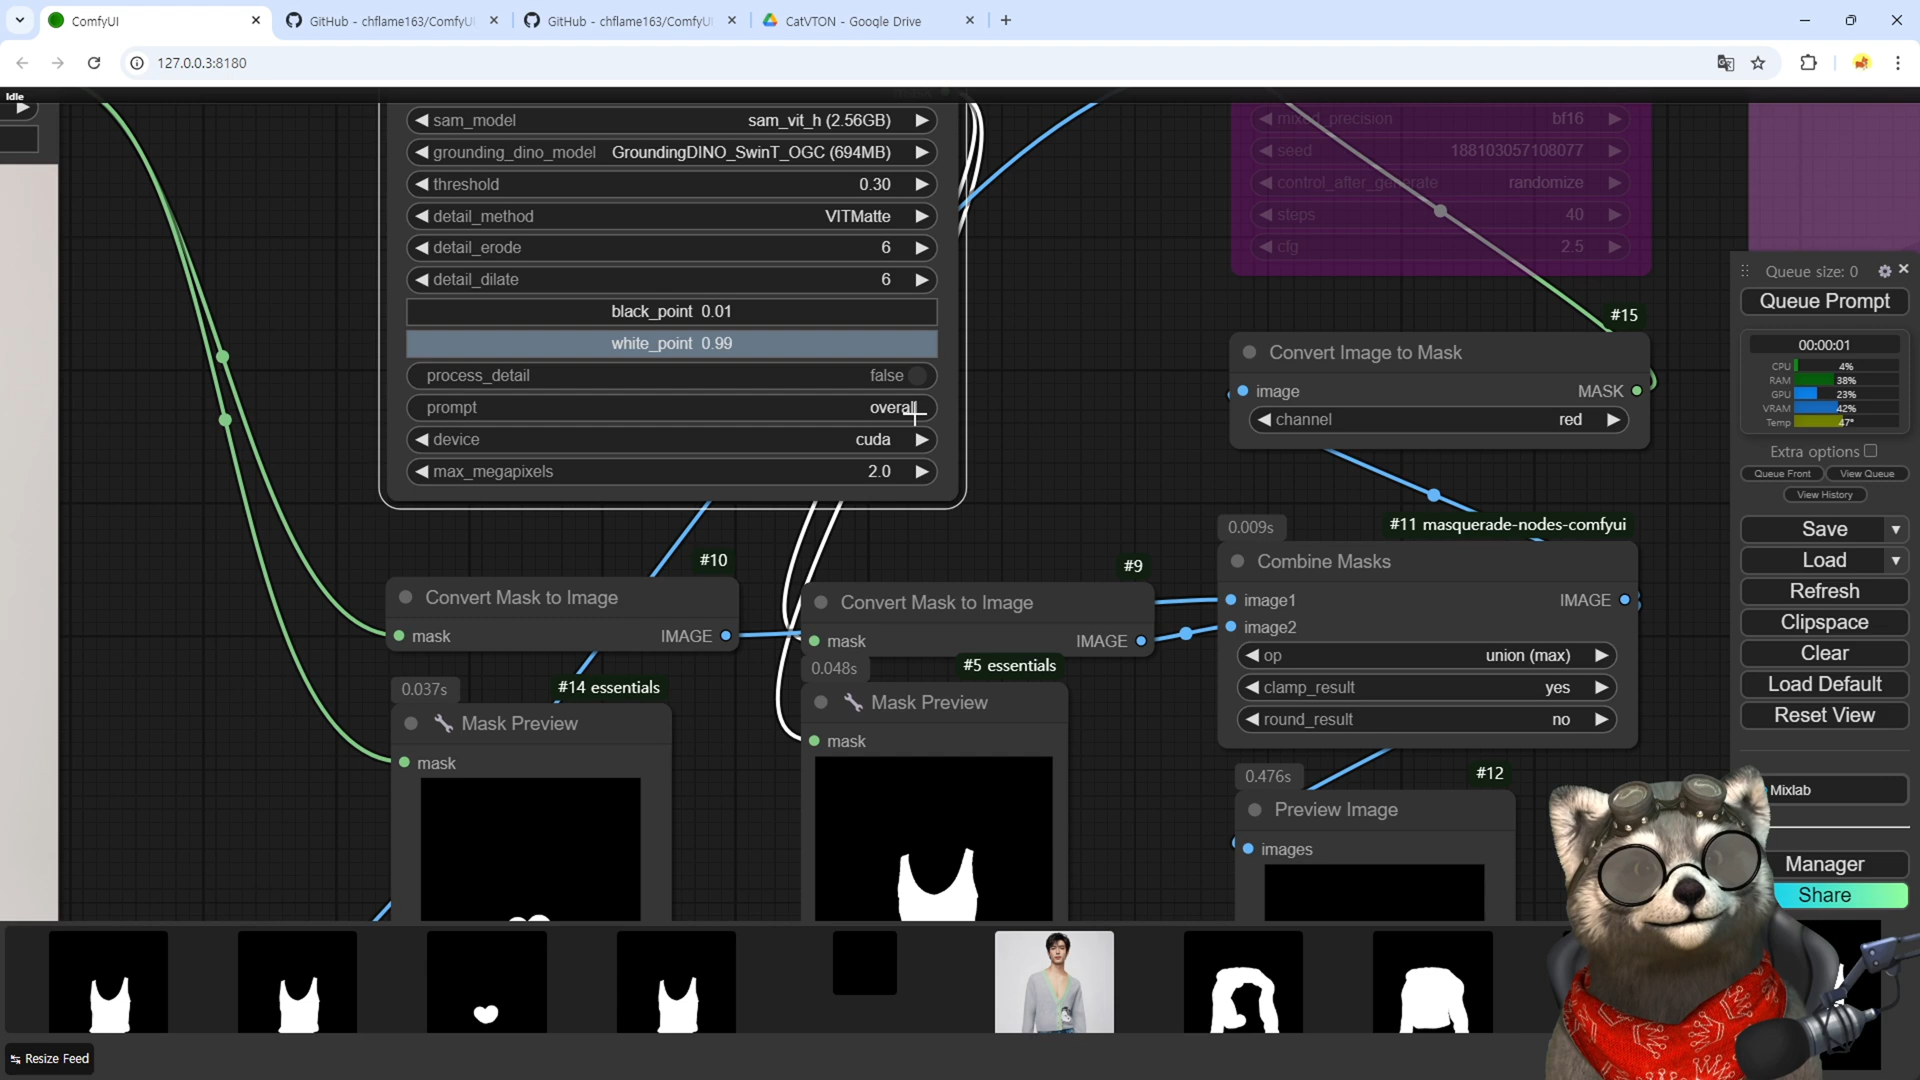 ComfyUI
GitHub - chflame163/ComfyUI
GitHub - chflame163/ComfyUI
CatVTON - Google Drive
127.0.0.3:8180
Idle
sam_model sam_vit_h (2.56GB)
grounding_dino_model GroundingDINO_SwinT_OGC (694MB)
threshold 0.30
detail_method VITMatte
detail_erode 6
detail_dilate 6
black_point 0.01
white_point 0.99
process_detail false
prompt overall
device cuda
max_megapixels 2.0
mixed_precision bf16
seed 188103057108077
control_after_generate randomize
steps 40
cfg 2.5
#15
Convert Image to Mask
image MASK
channel red
#10
Convert Mask to Image
mask IMAGE
#9
Convert Mask to Image
mask IMAGE
0.009s #11 masquerade-nodes-comfyui
Combine Masks
image1 IMAGE
image2
op union (max)
clamp_result yes
round_result no
0.037s #14 essentials
Mask Preview
mask
0.048s #5 essentials
Mask Preview
mask
0.476s #12
Preview Image
images
Queue size: 0
Queue Prompt
00:00:01
CPU 4%
RAM 38%
GPU 23%
VRAM 42%
Temp 47°
Extra options
Queue Front View Queue
View History
Save
Load
Refresh
Clipspace
Clear
Load Default
Reset View
Mixlab
Manager
Share
Resize Feed